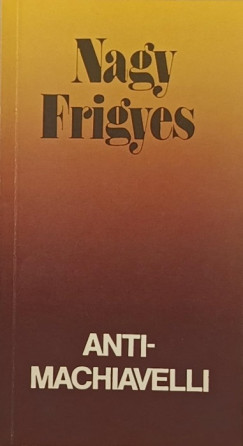 Nagy
Frigyes
ANTI-
MACHIAVELLI